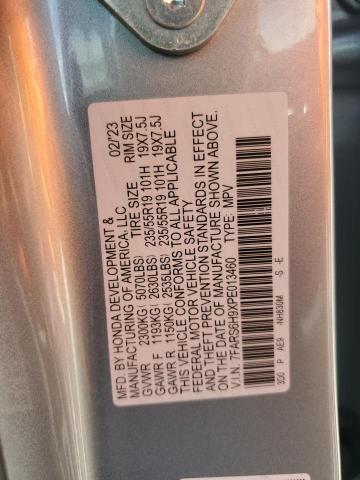 MFD. BY HONDA DEVELOPMENT & 02/'23
MANUFACTURING OF AMERICA, LLC
TIRE SIZE RIM SIZE
GVWR 2300KG( 5070LBS)
GAWR F 1193KG( 2630LBS) 235/55R19 101H 19X7.5J
GAWR R 1150KG( 2535LBS) 235/55R19 101H 19X7.5J
THIS VEHICLE CONFORMS TO ALL APPLICABLE
FEDERAL MOTOR VEHICLE SAFETY
AND THEFT PREVENTION STANDARDS IN EFFECT
ON THE DATE OF MANUFACTURE SHOWN ABOVE.
V.I.N. 7FARS6H9XPE013460 TYPE: MPV
3D0 P AE9 -NH830M -S -E